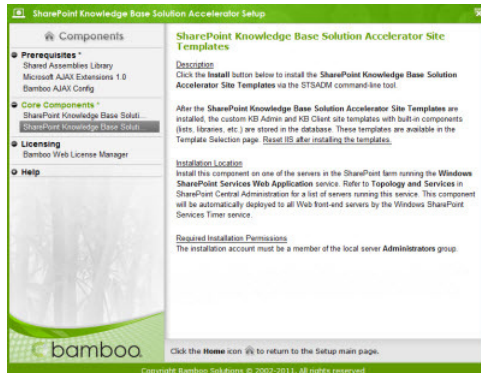 SharePoint Knowledge Base Solution Accelerator Setup
Components
Prerequisites *
Shared Assemblies Library
Microsoft AJAX Extensions 1.0
Bamboo AJAX Config
Core Components *
SharePoint Knowledge Base Soluti...
SharePoint Knowledge Base Soluti...
Licensing
Bamboo Web License Manager
Help
bamboo
SharePoint Knowledge Base Solution Accelerator Site
Templates
Description
Click the Install button below to install the SharePoint Knowledge Base Solution
Accelerator Site Templates via the STSADM command-line tool.
After the SharePoint Knowledge Base Solution Accelerator Site Templates are
installed, the custom KB Admin and KB Client site templates with built-in components
(lists, libraries, etc.) are stored in the database. These templates are available in the
Template Selection page. Reset IIS after installing the templates.
Installation Location
Install this component on one of the servers in the SharePoint farm running the Windows
SharePoint Services Web Application service. Refer to Topology and Services in
SharePoint Central Administration for a list of servers running this service. This component
will be automatically deployed to all Web front-end servers by the Windows SharePoint
Services Timer service.
Required Installation Permissions
The installation account must be a member of the local server Administrators group.
Click the Home icon to return to the Setup main page.
Copyright Bamboo Solutions © 2002-2011. All rights reserved.